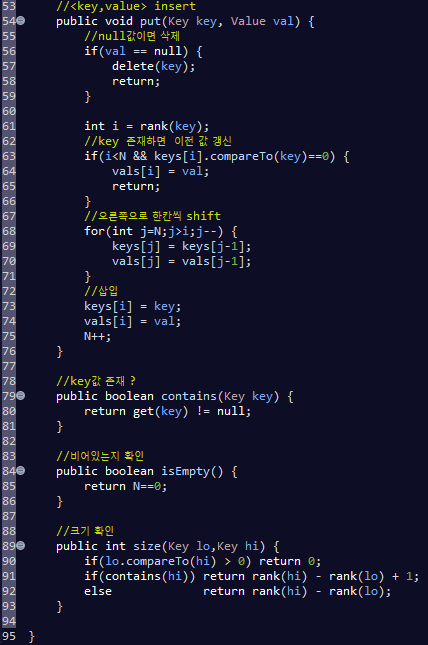 53 //<key,value> insert
54 public void put(Key key, Value val) {
55 //null값이면 삭제
56 if(val == null) {
57 delete(key);
58 return;
59 }
60
61 int i = rank(key);
62 //key 존재하면 이전 값 갱신
63 if(i<N && keys[i].compareTo(key)==0) {
64 vals[i] = val;
65 return;
66 }
67 //오른쪽으로 한칸씩 shift
68 for(int j=N;j>i;j--) {
69 keys[j] = keys[j-1];
70 vals[j] = vals[j-1];
71 }
72 //삽입
73 keys[i] = key;
74 vals[i] = val;
75 N++;
76 }
77
78 //key값 존재 ?
79 public boolean contains(Key key) {
80 return get(key) != null;
81 }
82
83 //비어있는지 확인
84 public boolean isEmpty() {
85 return N==0;
86 }
87
88 //크기 확인
89 public int size(Key lo,Key hi) {
90 if(lo.compareTo(hi) > 0) return 0;
91 if(contains(hi)) return rank(hi) - rank(lo) + 1;
92 else return rank(hi) - rank(lo);
93 }
94
95 }